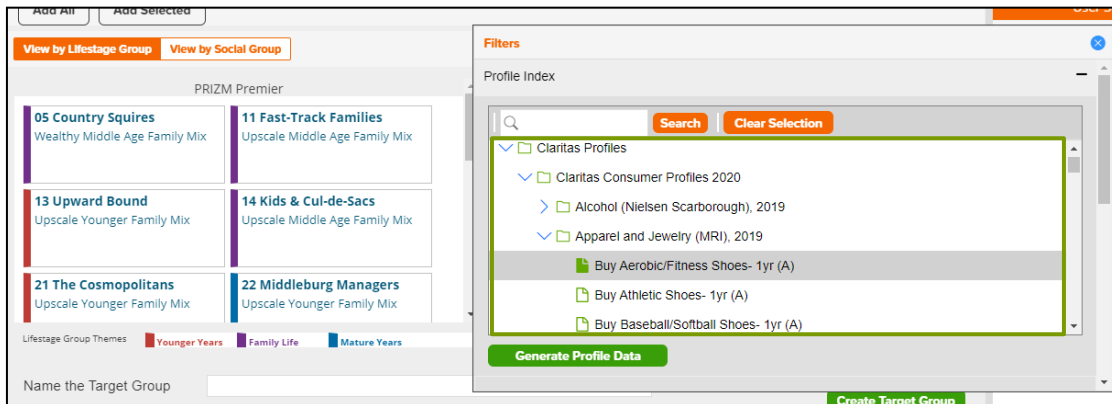 Add All Add Selected
View by Lifestage Group View by Social Group
PRIZM Premier
05 Country Squires
Wealthy Middle Age Family Mix
11 Fast-Track Families
Upscale Middle Age Family Mix
13 Upward Bound
Upscale Younger Family Mix
14 Kids & Cul-de-Sacs
Upscale Middle Age Family Mix
21 The Cosmopolitans
Upscale Younger Family Mix
22 Middleburg Managers
Upscale Younger Family Mix
Lifestage Group Themes Younger Years Family Life Mature Years
Name the Target Group
Filters
Profile Index
Search Clear Selection
Claritas Profiles
Claritas Consumer Profiles 2020
Alcohol (Nielsen Scarborough), 2019
Apparel and Jewelry (MRI), 2019
Buy Aerobic/Fitness Shoes- 1yr (A)
Buy Athletic Shoes- 1yr (A)
Buy Baseball/Softball Shoes- 1yr (A)
Generate Profile Data
Create Target Group